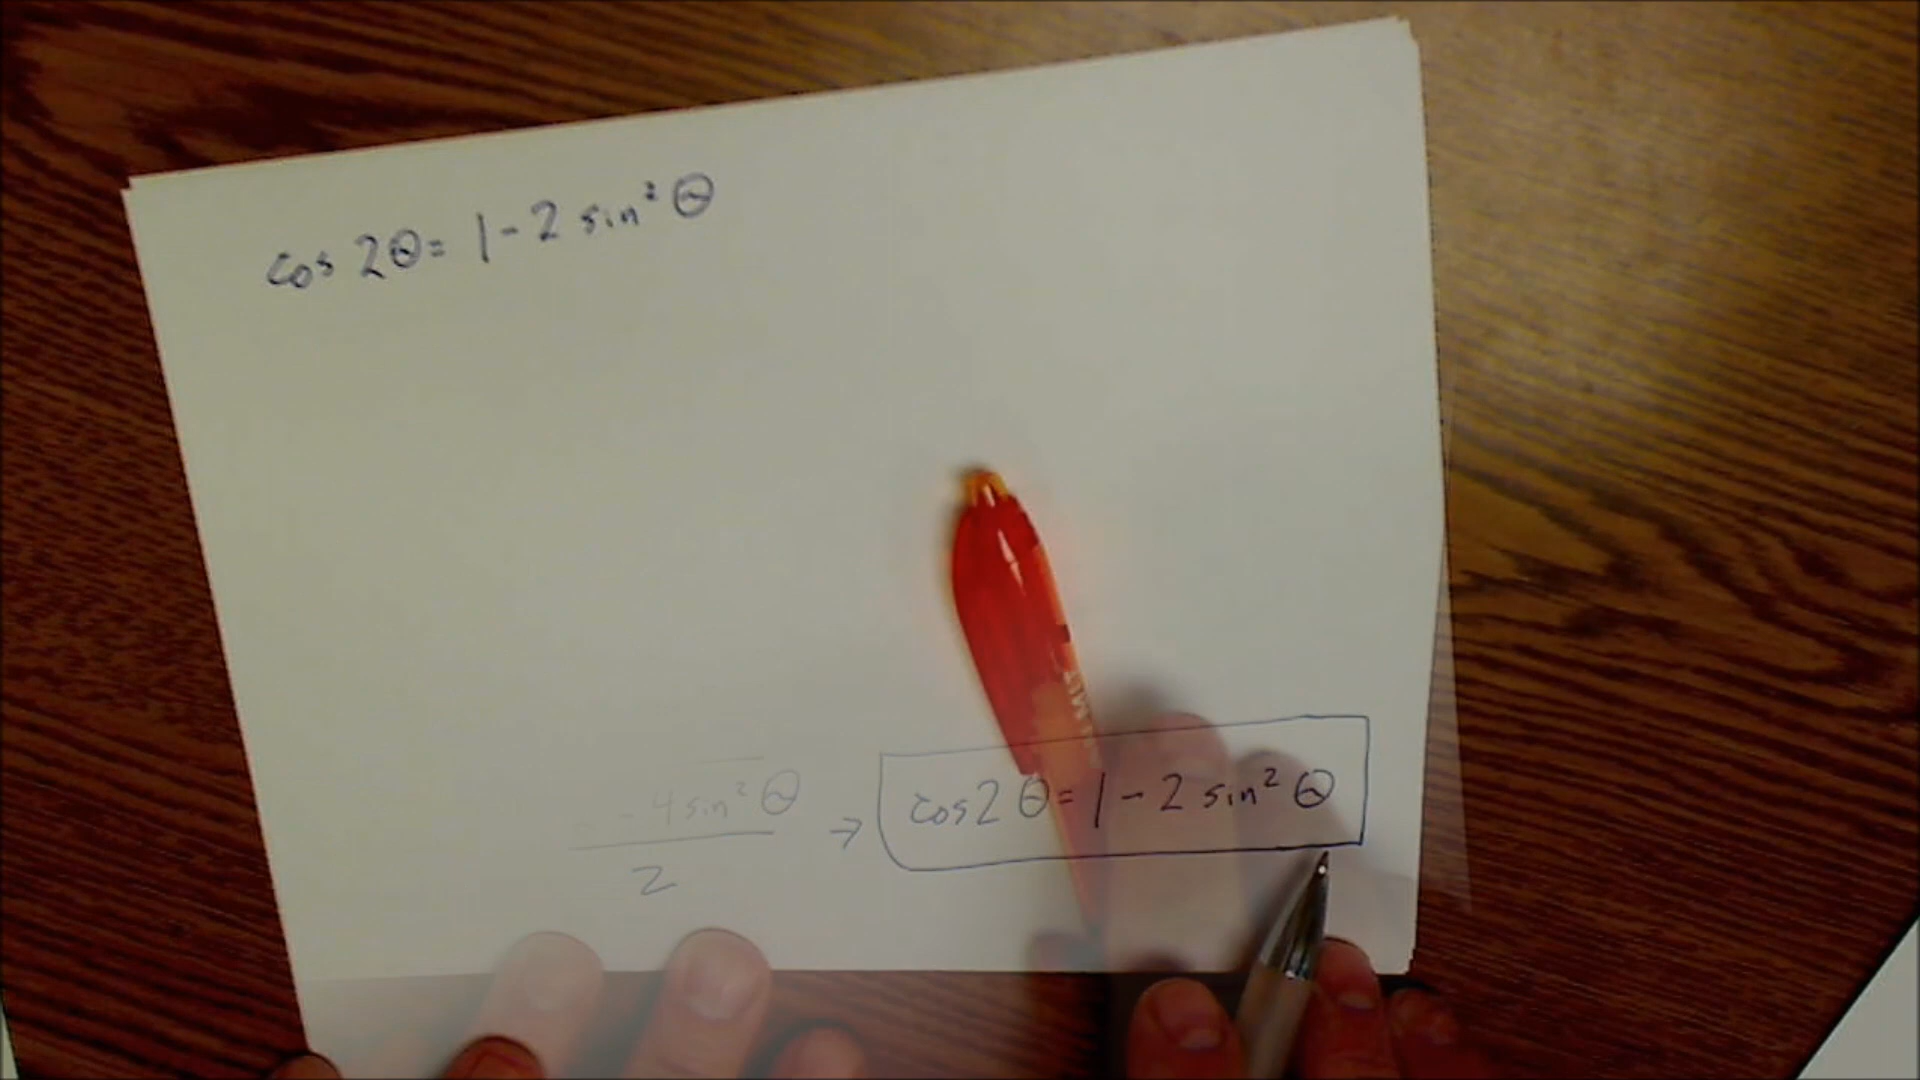 cos 2θ = 1 - 2 sin² θ
- 4 sin² θ
2
→ cos 2θ = 1 - 2 sin² θ